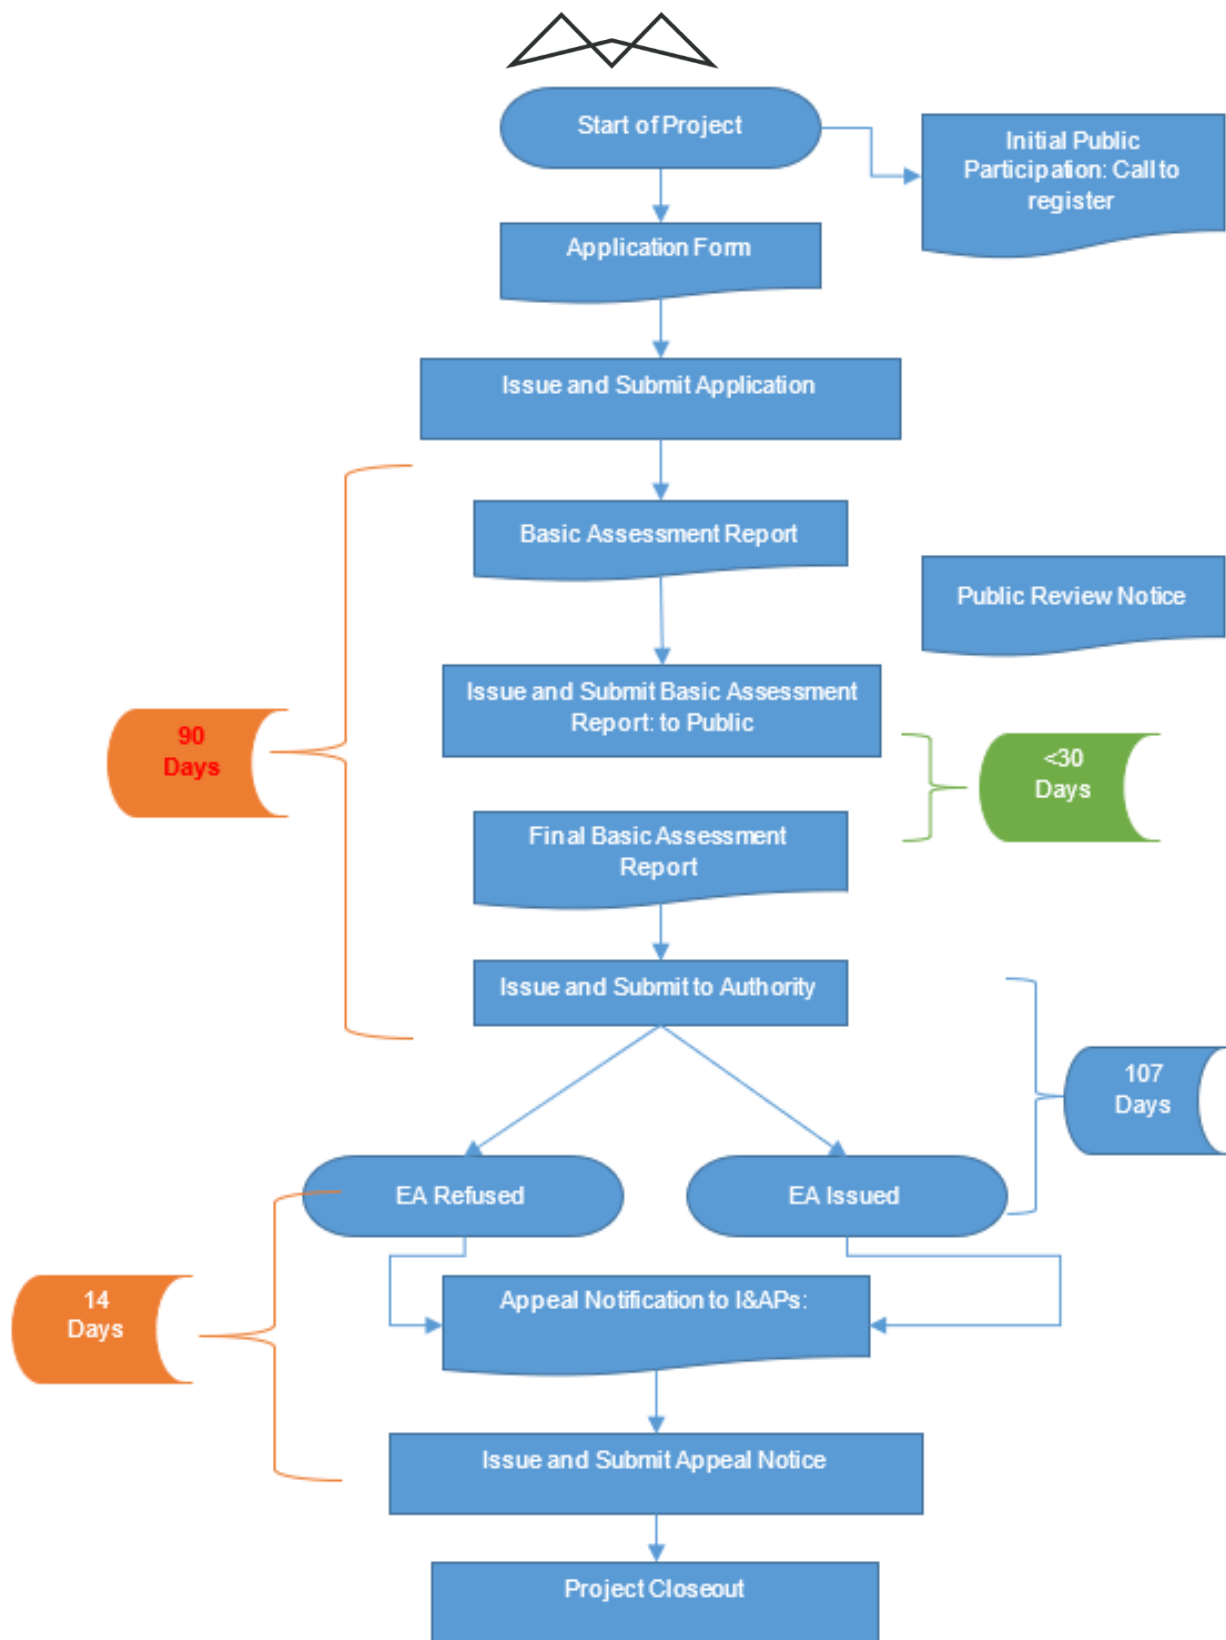 Start of Project
Initial Public
Participation: Call to
register
Application Form
Issue and Submit Application
Basic Assessment Report
Public Review Notice
Issue and Submit Basic Assessment
Report: to Public
90
Days
<30
Days
Final Basic Assessment
Report
Issue and Submit to Authority
107
Days
EA Refused
EA Issued
14
Days
Appeal Notification to I&APs:
Issue and Submit Appeal Notice
Project Closeout